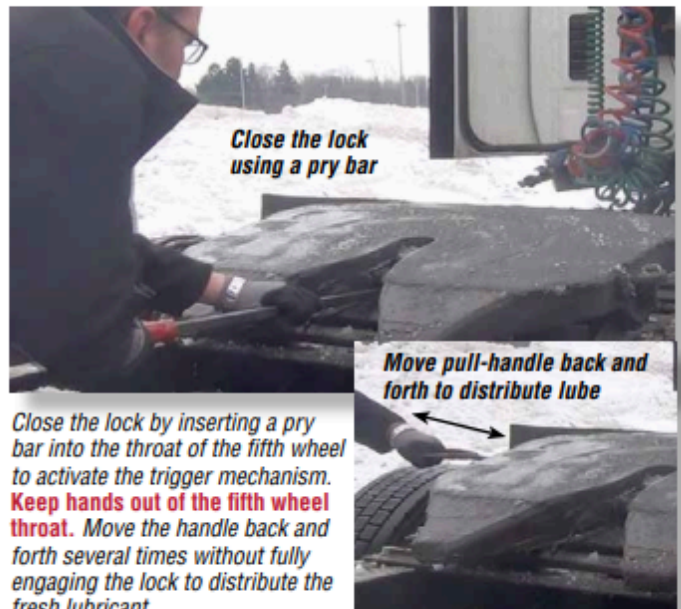 Close the lock
using a pry bar
Move pull-handle back and
forth to distribute lube
Close the lock by inserting a pry
bar into the throat of the fifth wheel
to activate the trigger mechanism.
Keep hands out of the fifth wheel
throat. Move the handle back and
forth several times without fully
engaging the lock to distribute the
fresh lubricant